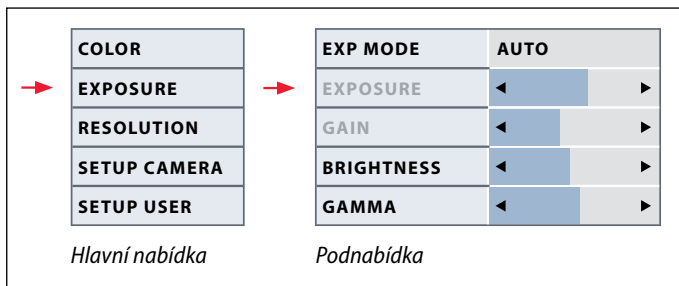 COLOR
EXPOSURE
RESOLUTION
SETUP CAMERA
SETUP USER
Hlavní nabídka
EXP MODE AUTO
EXPOSURE
GAIN
BRIGHTNESS
GAMMA
Podnabídka